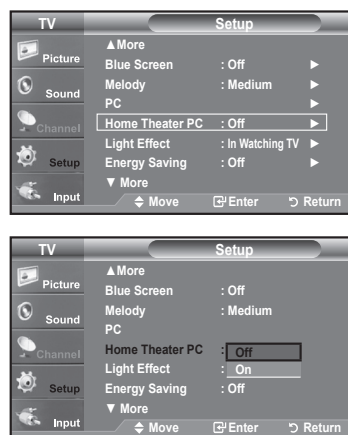 TV Setup
▲More
Picture
Blue Screen : Off ►
Melody : Medium ►
Sound
PC ►
Channel
Home Theater PC : Off ►
Light Effect : In Watching TV ►
Setup
Energy Saving : Off ►
▼ More
Input
Move Enter Return
TV Setup
▲More
Picture
Blue Screen : Off
Melody : Medium
Sound
PC
Channel
Home Theater PC : Off
Light Effect : On
Setup
Energy Saving : Off
▼ More
Input
Move Enter Return